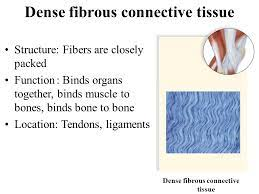 Dense fibrous connective tissue
• Structure: Fibers are closely
packed
• Function : Binds organs
together, binds muscle to
bones, binds bone to bone
• Location: Tendons, ligaments
Dense fibrous connective
tissue